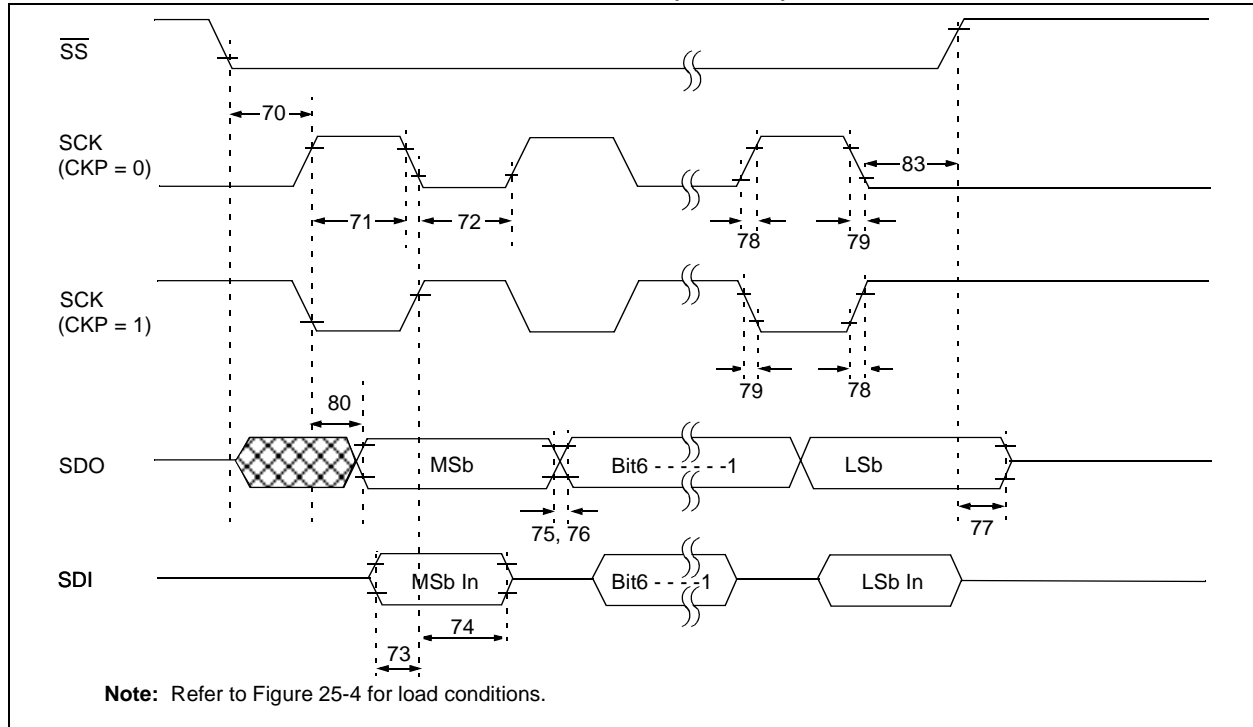 SS
70
SCK
(CKP = 0)
83
71
72
78
79
SCK
(CKP = 1)
79
78
80
SDO
MSb
Bit6 - - - - - -1
LSb
75, 76
77
SDI
MSb In
Bit6 - - - -1
LSb In
74
73
Note: Refer to Figure 25-4 for load conditions.